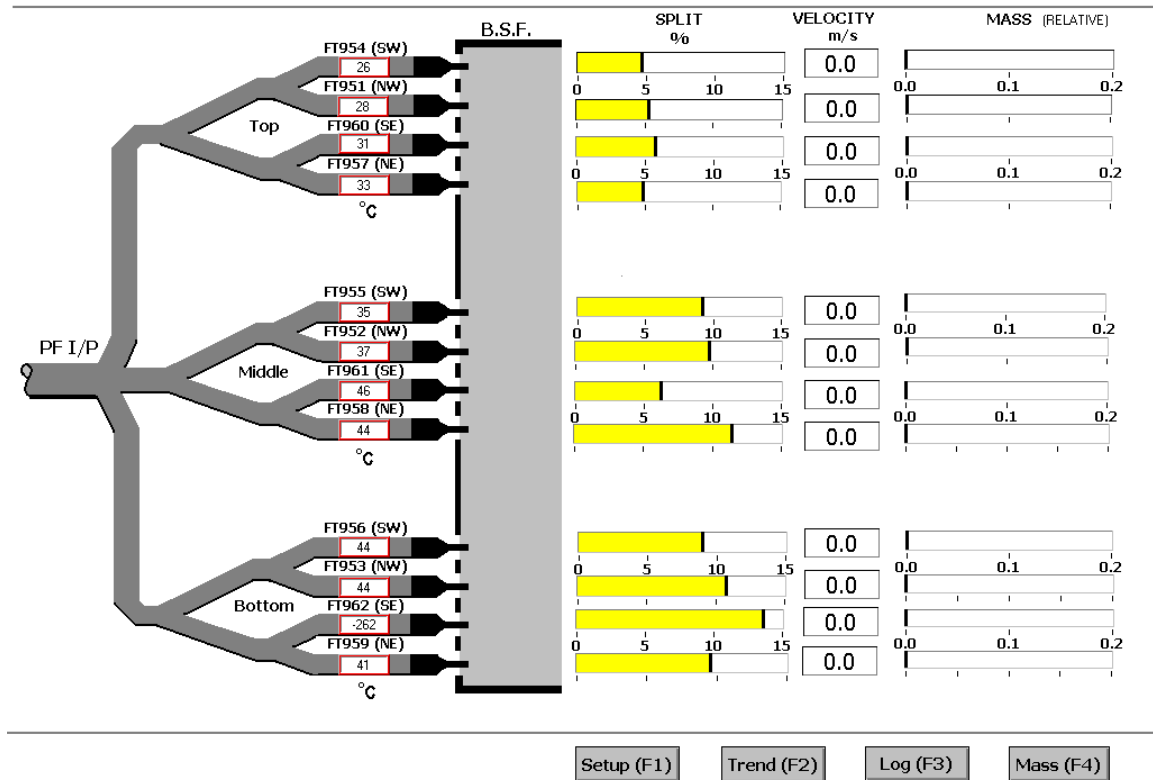 B.S.F. SPLIT VELOCITY MASS (RELATIVE)
% m/s
FT954 (SW)
26 0.0
0 5 10 15 0.0 0.1 0.2
FT951 (NW)
28 0.0
Top
FT960 (SE)
31 0.0
0 5 10 15 0.0 0.1 0.2
FT957 (NE)
33 0.0
°C
FT955 (SW)
35 0.0
0 5 10 15 0.0 0.1 0.2
FT952 (NW)
37 0.0
PF I/P
Middle
FT961 (SE)
46 0.0
0 5 10 15 0.0 0.1 0.2
FT958 (NE)
44 0.0
°C
FT956 (SW)
44 0.0
0 5 10 15 0.0 0.1 0.2
FT953 (NW)
44 0.0
Bottom
FT962 (SE)
-262 0.0
0 5 10 15 0.0 0.1 0.2
FT959 (NE)
41 0.0
°C
Setup (F1) Trend (F2) Log (F3) Mass (F4)